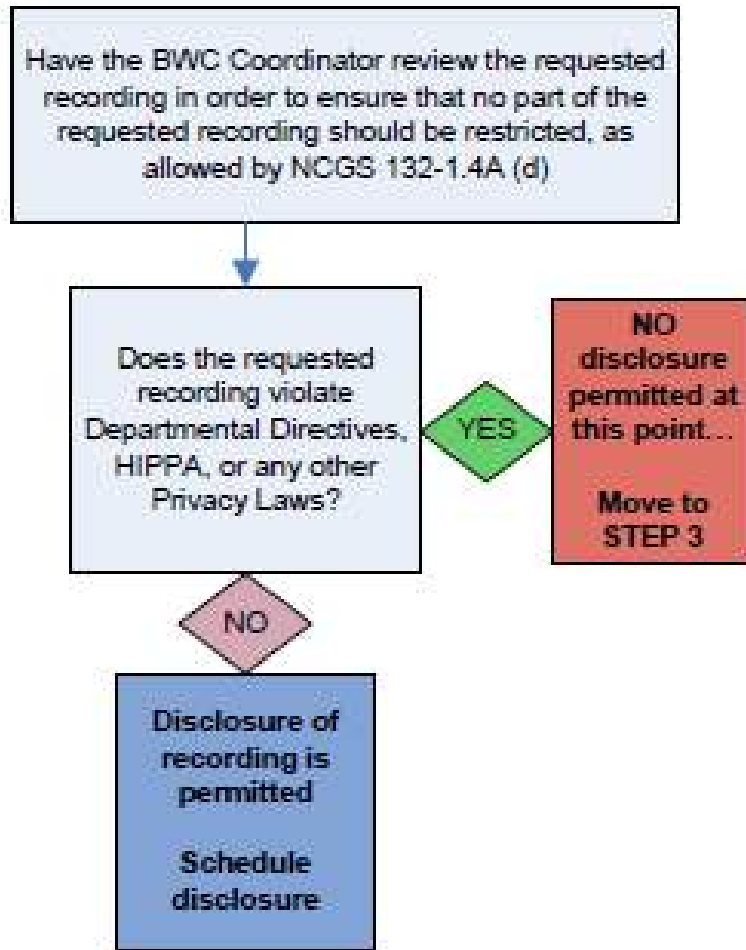 Have the BWC Coordinator review the requested
recording in order to ensure that no part of the
requested recording should be restricted, as
allowed by NCGS 132-1.4A (d)
Does the requested
recording violate
Departmental Directives,
HIPPA, or any other
Privacy Laws?
YES
NO
disclosure
permitted at
this point...
Move to
STEP 3
NO
Disclosure of
recording is
permitted
Schedule
disclosure